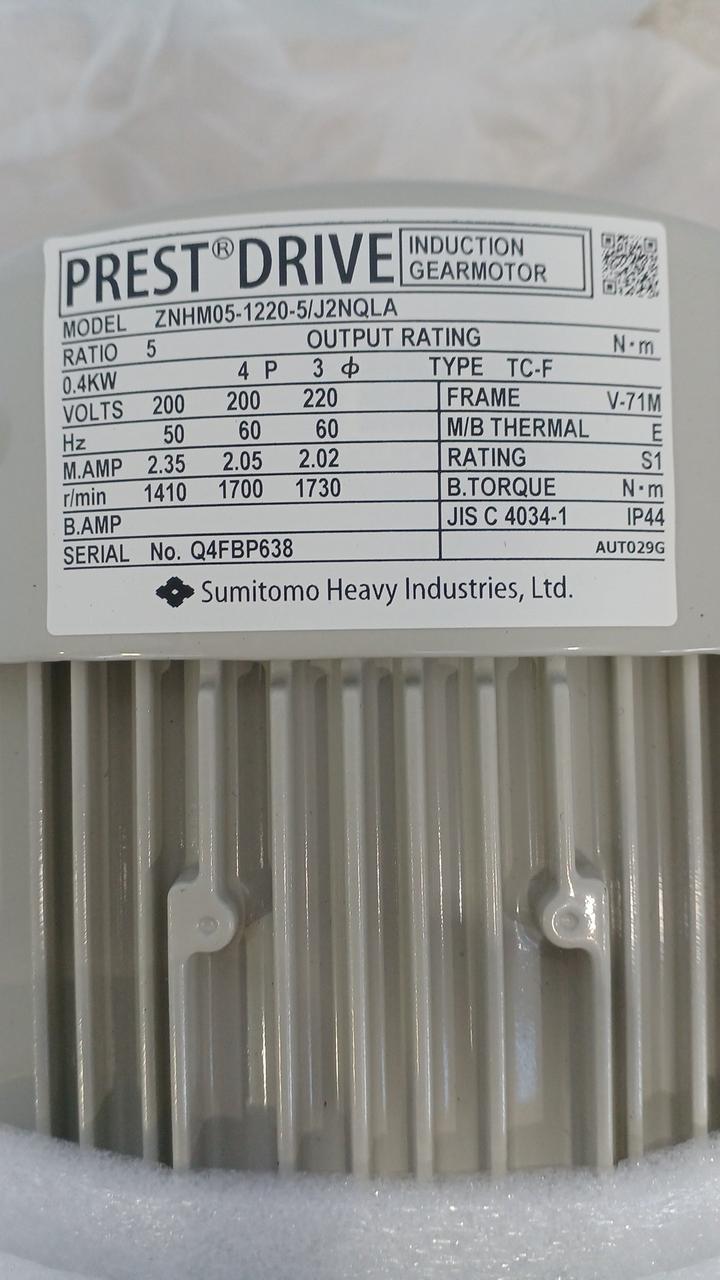 PREST® DRIVE INDUCTION GEARMOTOR
MODEL ZNHM05-1220-5/J2NQLA
RATIO 5 OUTPUT RATING N・m
0.4KW 4 P 3 ϕ TYPE TC-F
VOLTS 200 200 220 FRAME V-71M
Hz 50 60 60 M/B THERMAL E
M.AMP 2.35 2.05 2.02 RATING S1
r/min 1410 1700 1730 B.TORQUE N・m
B.AMP JIS C 4034-1 IP44
SERIAL No. Q4FBP638 AUT029G
Sumitomo Heavy Industries, Ltd.